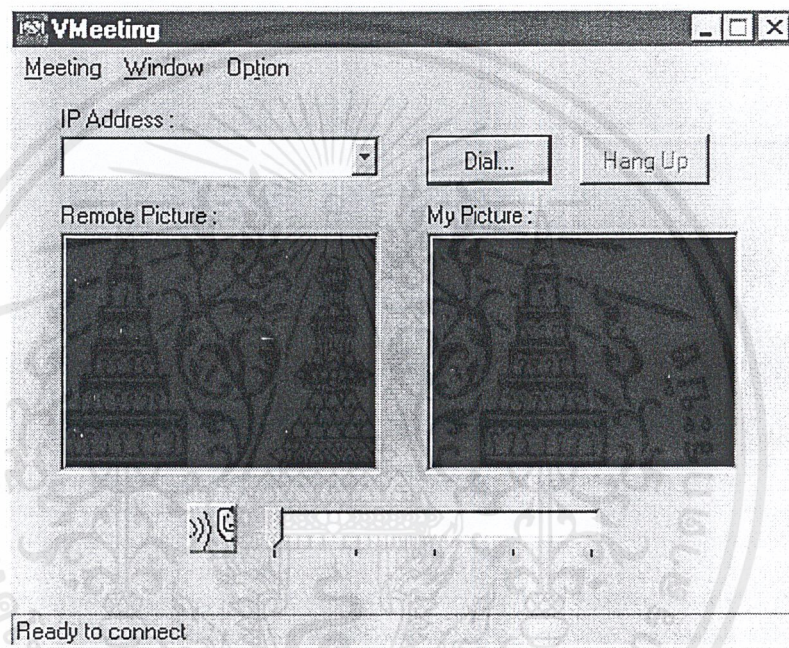 VMeeting
Meeting Window Option
IP Address :
Dial... Hang Up
Remote Picture : My Picture :
Ready to connect